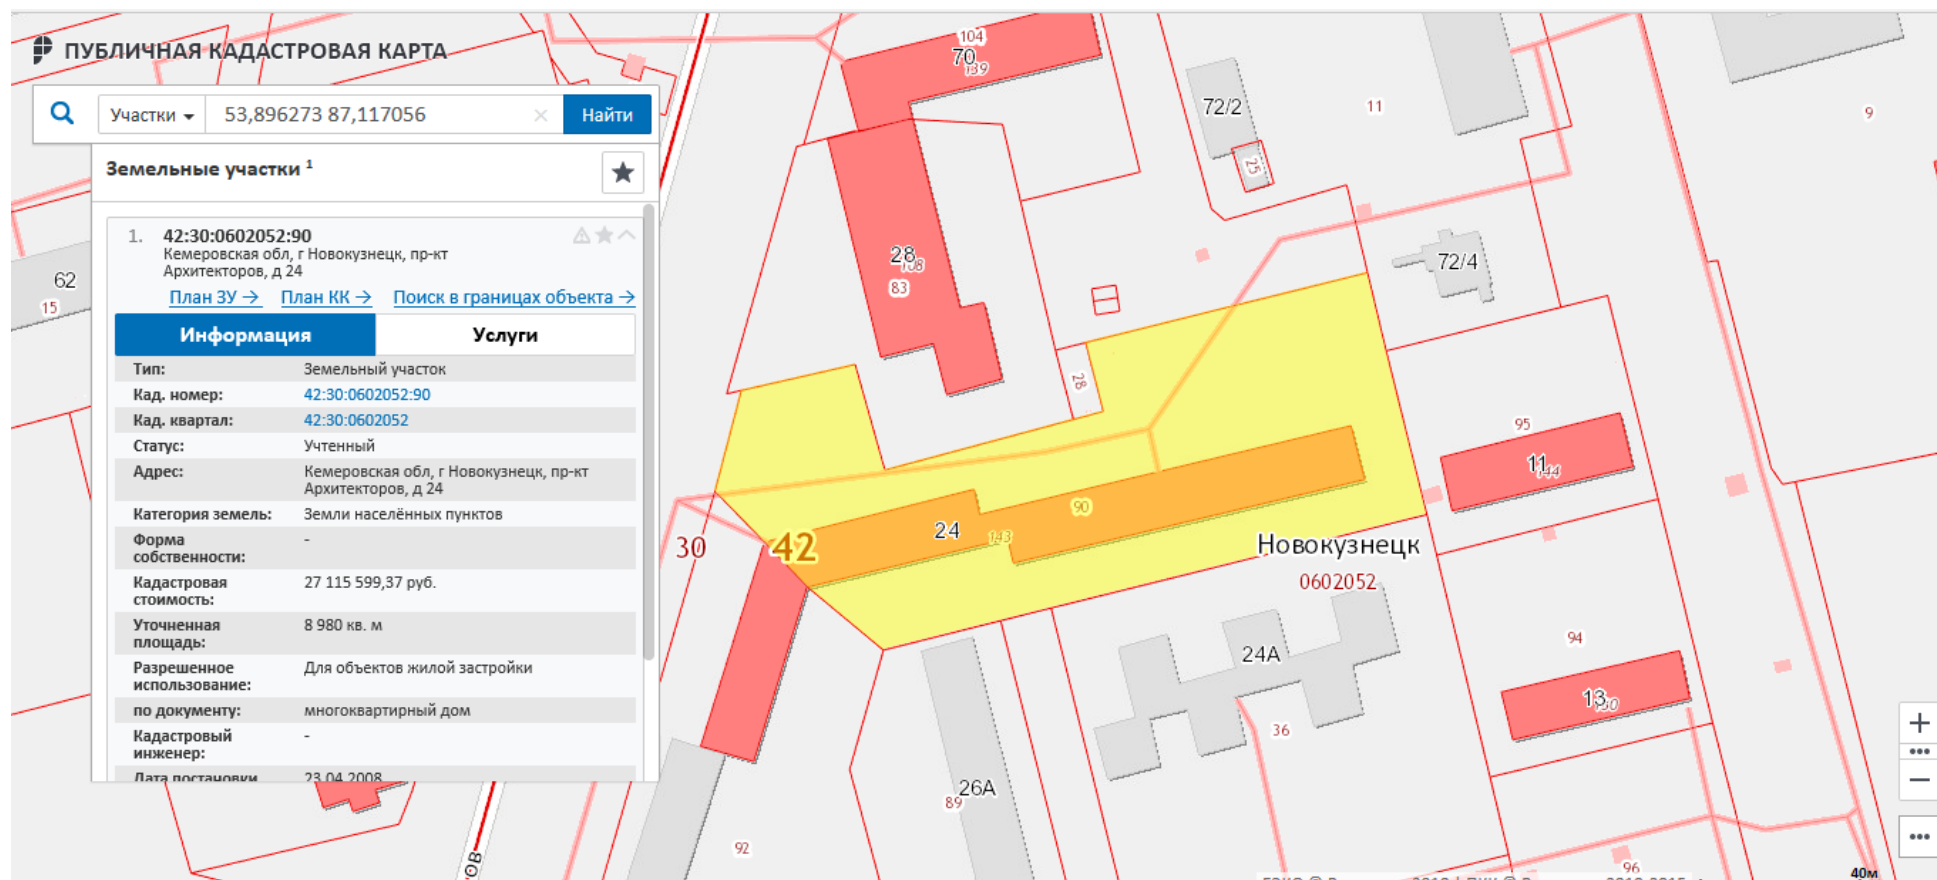 ПУБЛИЧНАЯ КАДАСТРОВАЯ КАРТА
Участки
53,896273 87,117056
Найти
Земельные участки 1
1. 42:30:0602052:90
Кемеровская обл, г Новокузнецк, пр-кт
Архитекторов, д 24
План ЗУ →
План КК →
Поиск в границах объекта →
Информация
Услуги
Тип: Земельный участок
Кад. номер: 42:30:0602052:90
Кад. квартал: 42:30:0602052
Статус: Учтенный
Адрес: Кемеровская обл, г Новокузнецк, пр-кт
Архитекторов, д 24
Категория земель: Земли населённых пунктов
Форма -
собственности:
Кадастровая 27 115 599,37 руб.
стоимость:
Уточненная 8 980 кв. м
площадь:
Разрешенное Для объектов жилой застройки
использование:
по документу: многоквартирный дом
Кадастровый -
инженер:
Дата постановки 23.04.2008
104
70
139
72/2
11
9
25
28
108
83
72/4
62
15
28
95
11
144
90
24
143
30
42
Новокузнецк
0602052
94
24А
13
36
26А
89
92
96
ов
40м